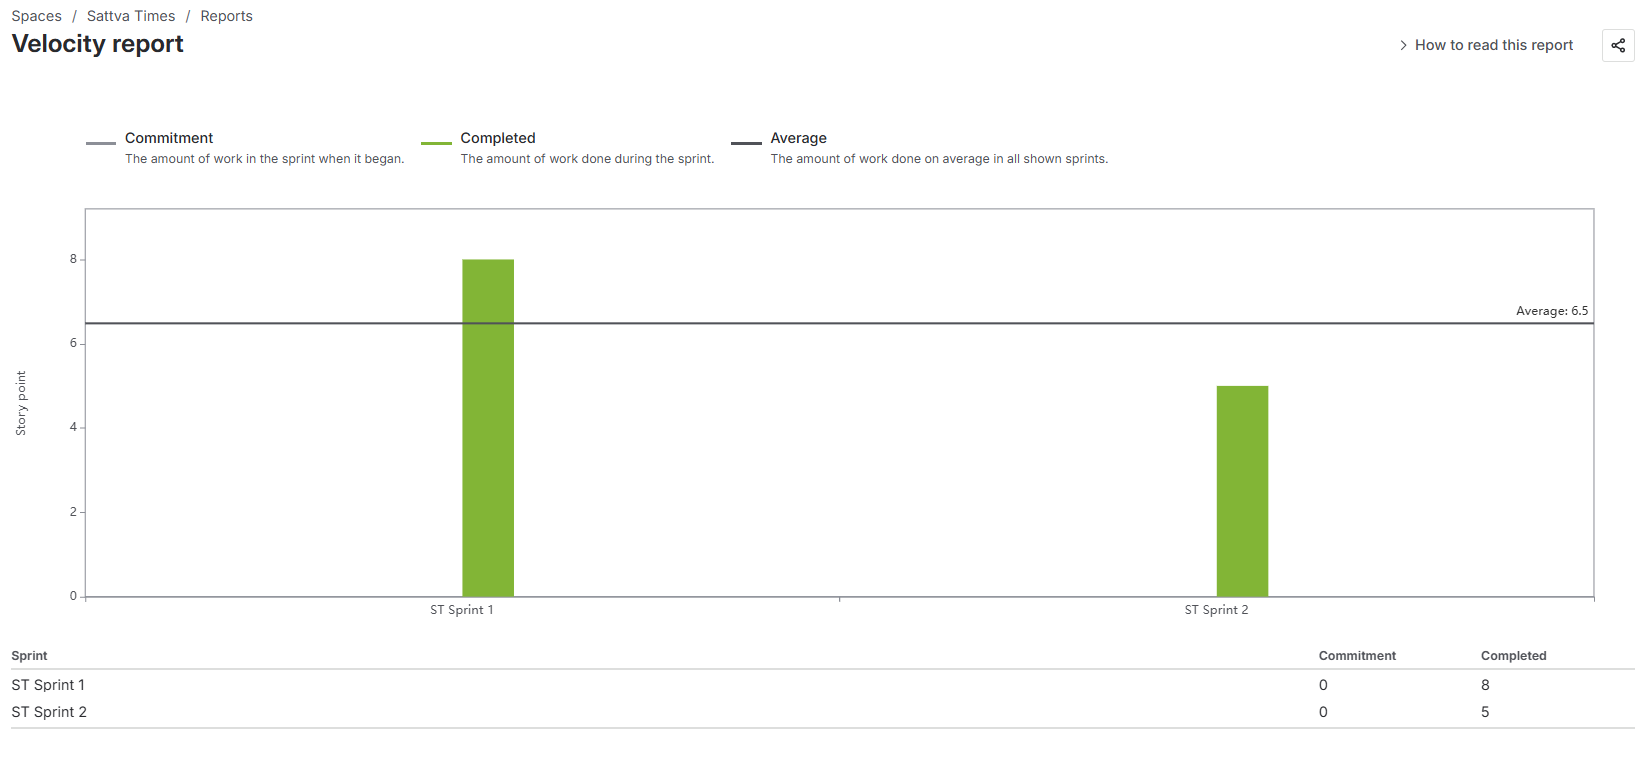 Spaces / Sattva Times / Reports
Velocity report
How to read this report
Commitment
The amount of work in the sprint when it began.
Completed
The amount of work done during the sprint.
Average
The amount of work done on average in all shown sprints.
Story point
8
6
4
2
0
Average: 6.5
ST Sprint 1
ST Sprint 2
Sprint Commitment Completed
ST Sprint 1 0 8
ST Sprint 2 0 5